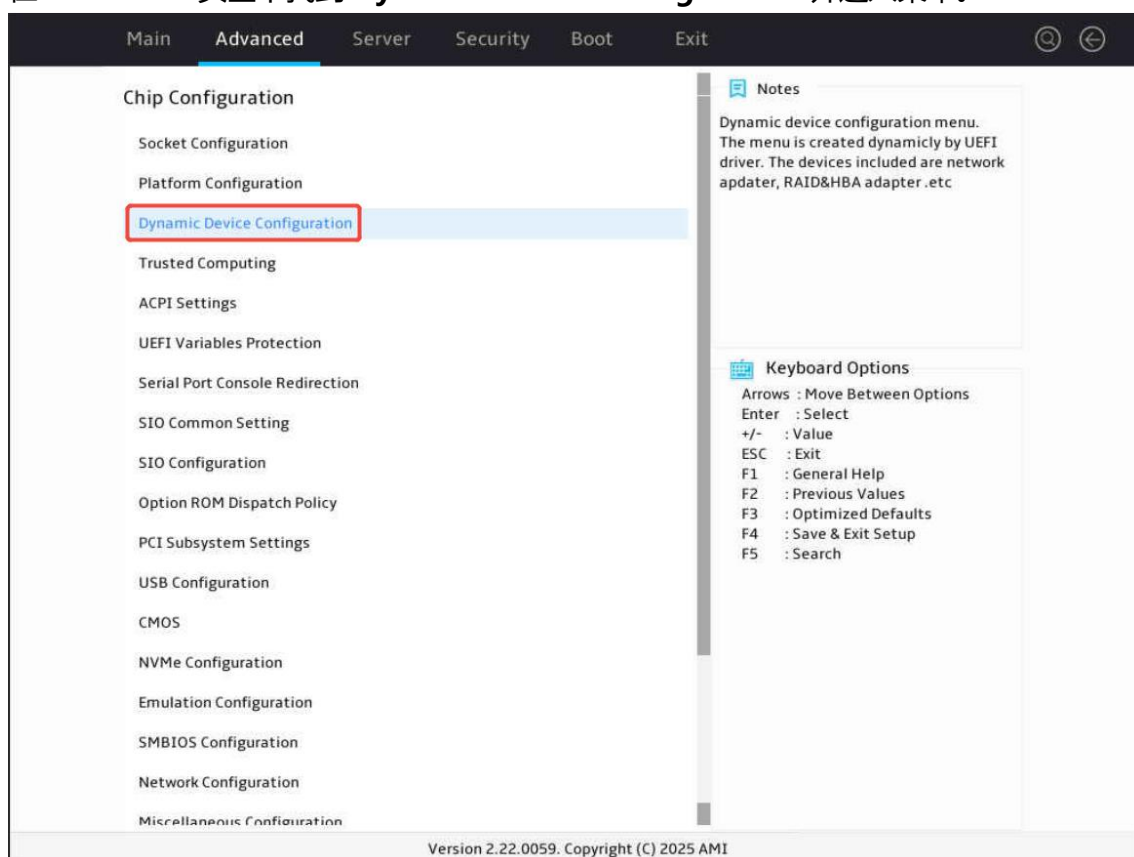 Main Advanced Server Security Boot Exit
Chip Configuration
Socket Configuration
Platform Configuration
Dynamic Device Configuration
Trusted Computing
ACPI Settings
UEFI Variables Protection
Serial Port Console Redirection
SIO Common Setting
SIO Configuration
Option ROM Dispatch Policy
PCI Subsystem Settings
USB Configuration
CMOS
NVMe Configuration
Emulation Configuration
SMBIOS Configuration
Network Configuration
Miscellaneous Configuration
Notes
Dynamic device configuration menu.
The menu is created dynamicly by UEFI
driver. The devices included are network
apdater, RAID&HBA adapter .etc
Keyboard Options
Arrows : Move Between Options
Enter : Select
+/- : Value
ESC : Exit
F1 : General Help
F2 : Previous Values
F3 : Optimized Defaults
F4 : Save & Exit Setup
F5 : Search
Version 2.22.0059. Copyright (C) 2025 AMI